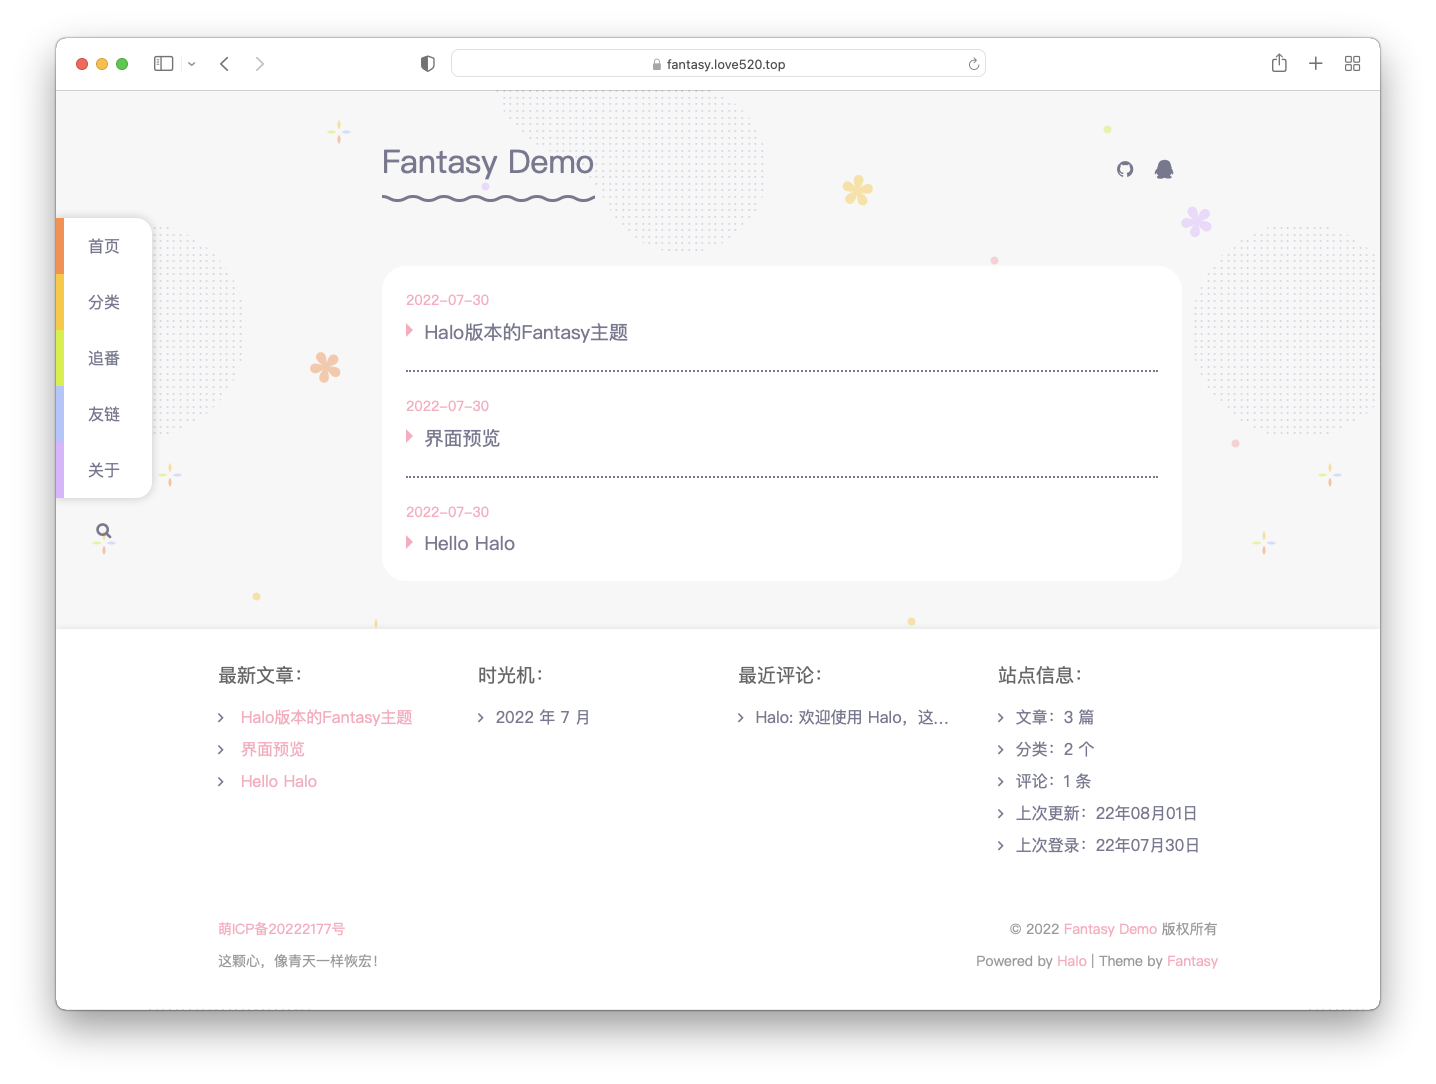 fantasy.love520.top
Fantasy Demo
首页
分类
追番
友链
关于
2022-07-30
Halo版本的Fantasy主题
2022-07-30
界面预览
2022-07-30
Hello Halo
最新文章：
Halo版本的Fantasy主题
界面预览
Hello Halo
时光机：
2022 年 7 月
最近评论：
Halo: 欢迎使用 Halo，这...
站点信息：
文章：3 篇
分类：2 个
评论：1 条
上次更新：22年08月01日
上次登录：22年07月30日
萌ICP备20222177号
这颗心，像青天一样恢宏！
© 2022 Fantasy Demo 版权所有
Powered by Halo | Theme by Fantasy